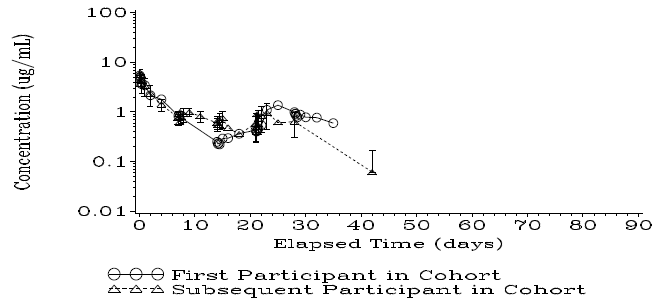 100
10
1
0.1
0.01
Concentration (ug/mL)
0 10 20 30 40 50 60 70 80 90
Elapsed Time (days)
First Participant in Cohort
Subsequent Participant in Cohort